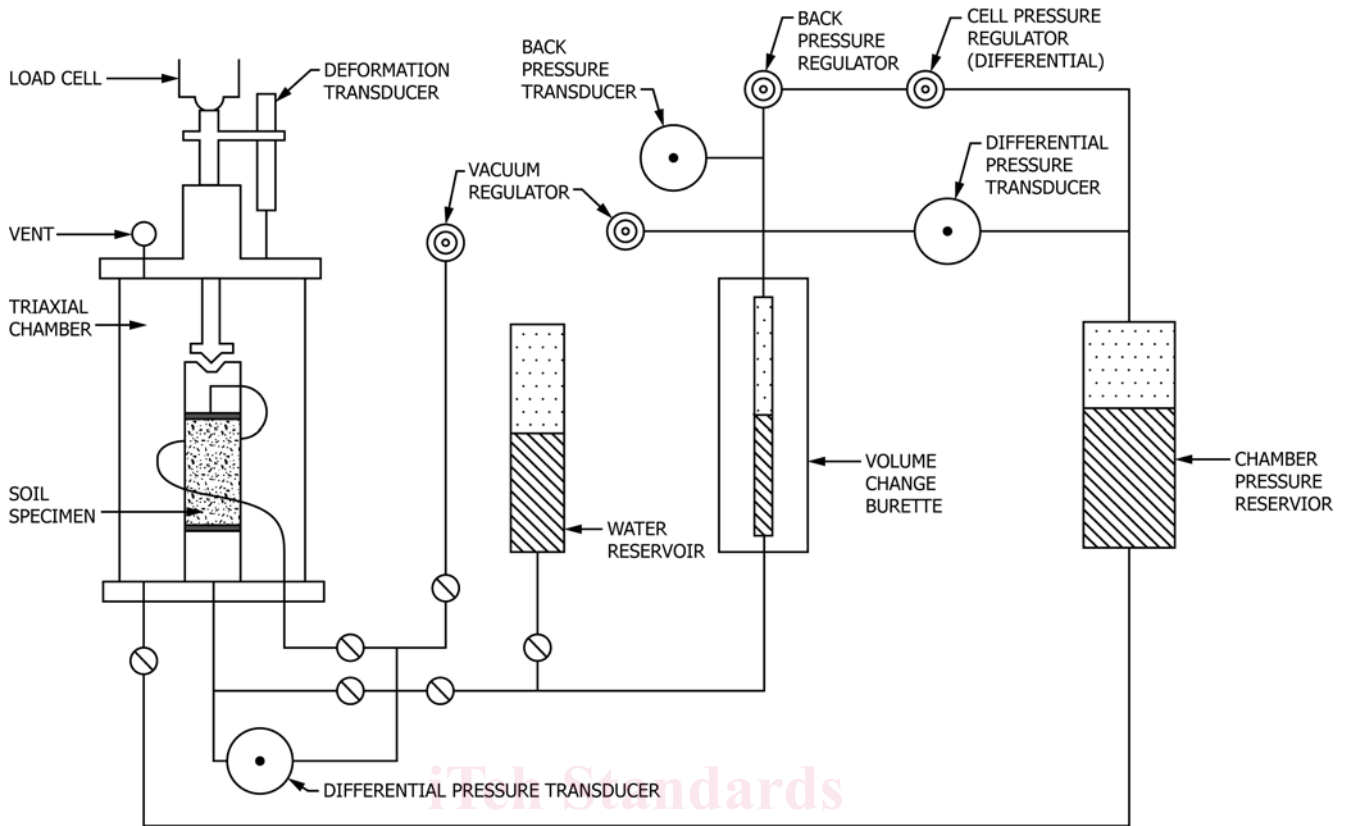 LOAD CELL
DEFORMATION
TRANSDUCER
BACK
PRESSURE
TRANSDUCER
BACK
PRESSURE
REGULATOR
CELL PRESSURE
REGULATOR
(DIFFERENTIAL)
VACUUM
REGULATOR
DIFFERENTIAL
PRESSURE
TRANSDUCER
VENT
TRIAXIAL
CHAMBER
SOIL
SPECIMEN
WATER
RESERVOIR
VOLUME
CHANGE
BURETTE
CHAMBER
PRESSURE
RESERVIOR
DIFFERENTIAL PRESSURE TRANSDUCER
iTeh Standards